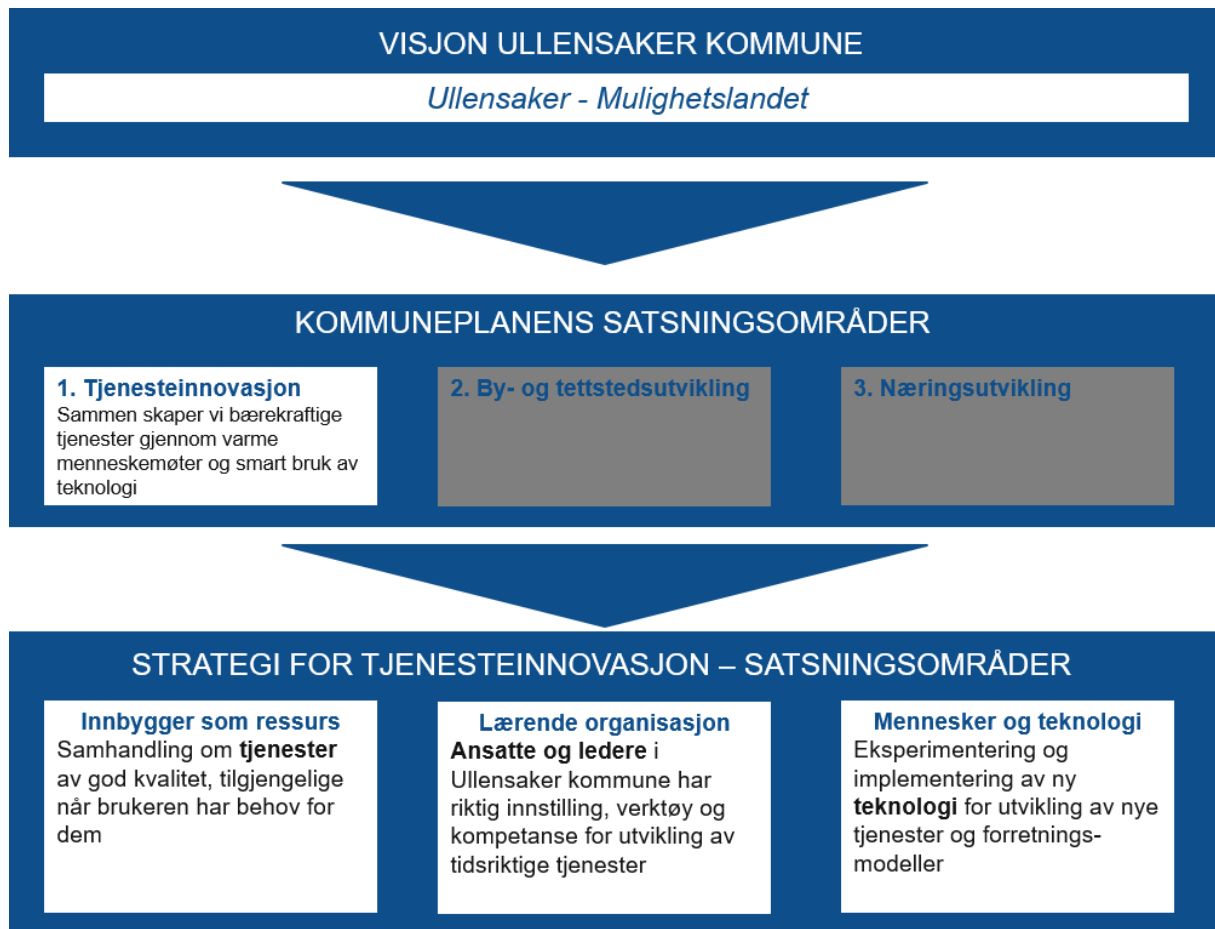 VISJON ULLENSAKER KOMMUNE
Ullensaker - Mulighetslandet
KOMMUNEPLANENS SATSNINGSOMRÅDER
1. Tjenesteinnovasjon
Sammen skaper vi bærekraftige
tjenester gjennom varme
menneskemøter og smart bruk av
teknologi
2. By- og tettstedsutvikling
3. Næringsutvikling
STRATEGI FOR TJENESTEINNOVASJON – SATSNINGSOMRÅDER
Innbygger som ressurs
Samhandling om tjenester
av god kvalitet, tilgjengelige
når brukeren har behov for
dem
Lærende organisasjon
Ansatte og ledere i
Ullensaker kommune har
riktig innstilling, verktøy og
kompetanse for utvikling av
tidsriktige tjenester
Mennesker og teknologi
Eksperimentering og
implementering av ny
teknologi for utvikling av nye
tjenester og forretnings-
modeller